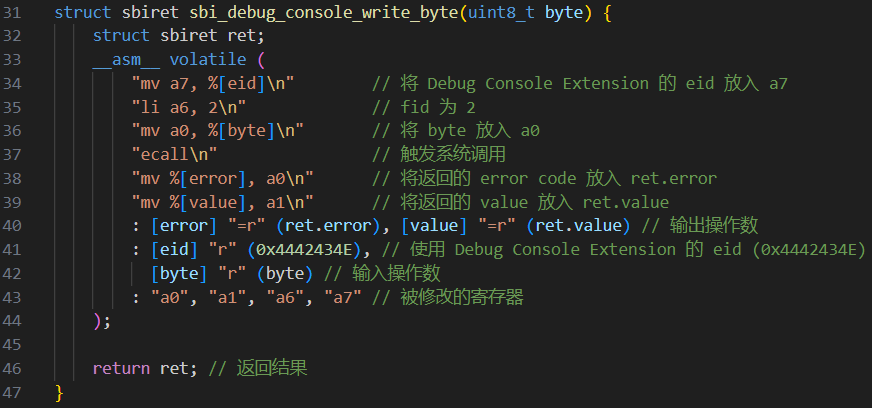 31 struct sbiret sbi_debug_console_write_byte(uint8_t byte) {
32     struct sbiret ret;
33     __asm__ volatile (
34         "mv a7, %[eid]\n"           // 将 Debug Console Extension 的 eid 放入 a7
35         "li a6, 2\n"                // fid 为 2
36         "mv a0, %[byte]\n"          // 将 byte 放入 a0
37         "ecall\n"                   // 触发系统调用
38         "mv %[error], a0\n"         // 将返回的 error code 放入 ret.error
39         "mv %[value], a1\n"         // 将返回的 value 放入 ret.value
40         : [error] "=r" (ret.error), [value] "=r" (ret.value) // 输出操作数
41         : [eid] "r" (0x4442434E), // 使用 Debug Console Extension 的 eid (0x4442434E)
42           [byte] "r" (byte) // 输入操作数
43         : "a0", "a1", "a6", "a7" // 被修改的寄存器
44     );
45
46     return ret; // 返回结果
47 }